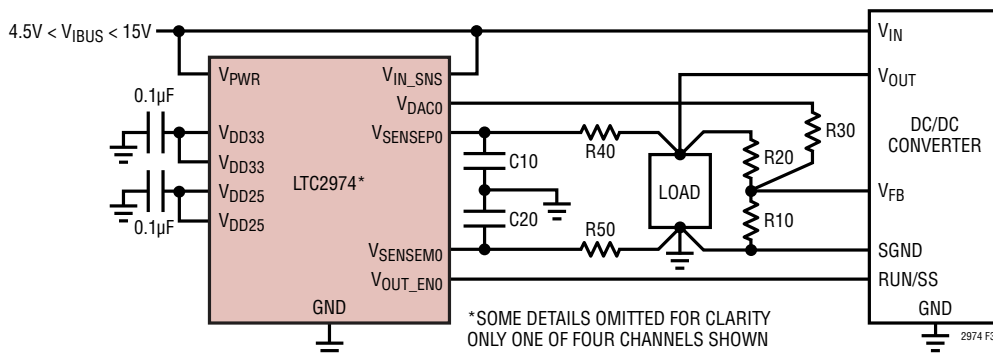 4.5V < VIBUS < 15V
VPWR
VIN_SNS
VIN
VOUT
0.1µF
VDAC0
VDD33
VSENSEP0
R40
R30
DC/DC
CONVERTER
VDD33
C10
R20
LTC2974*
LOAD
VDD25
VFB
C20
R10
VDD25
0.1µF
R50
VSENSEM0
SGND
VOUT_EN0
RUN/SS
GND
*SOME DETAILS OMITTED FOR CLARITY
ONLY ONE OF FOUR CHANNELS SHOWN
GND